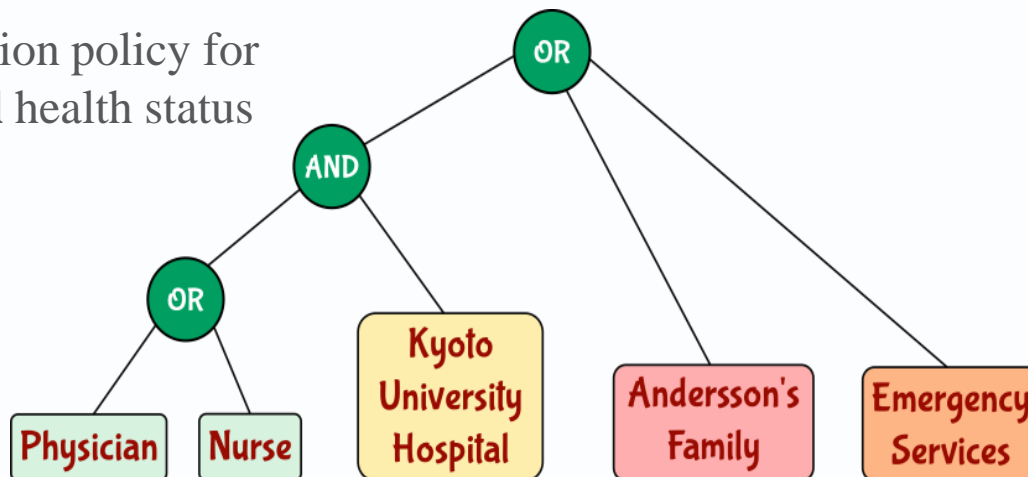 ion policy for
health status
OR
AND
OR
Kyoto
University
Hospital
Andersson's
Family
Emergency
Services
Physician
Nurse